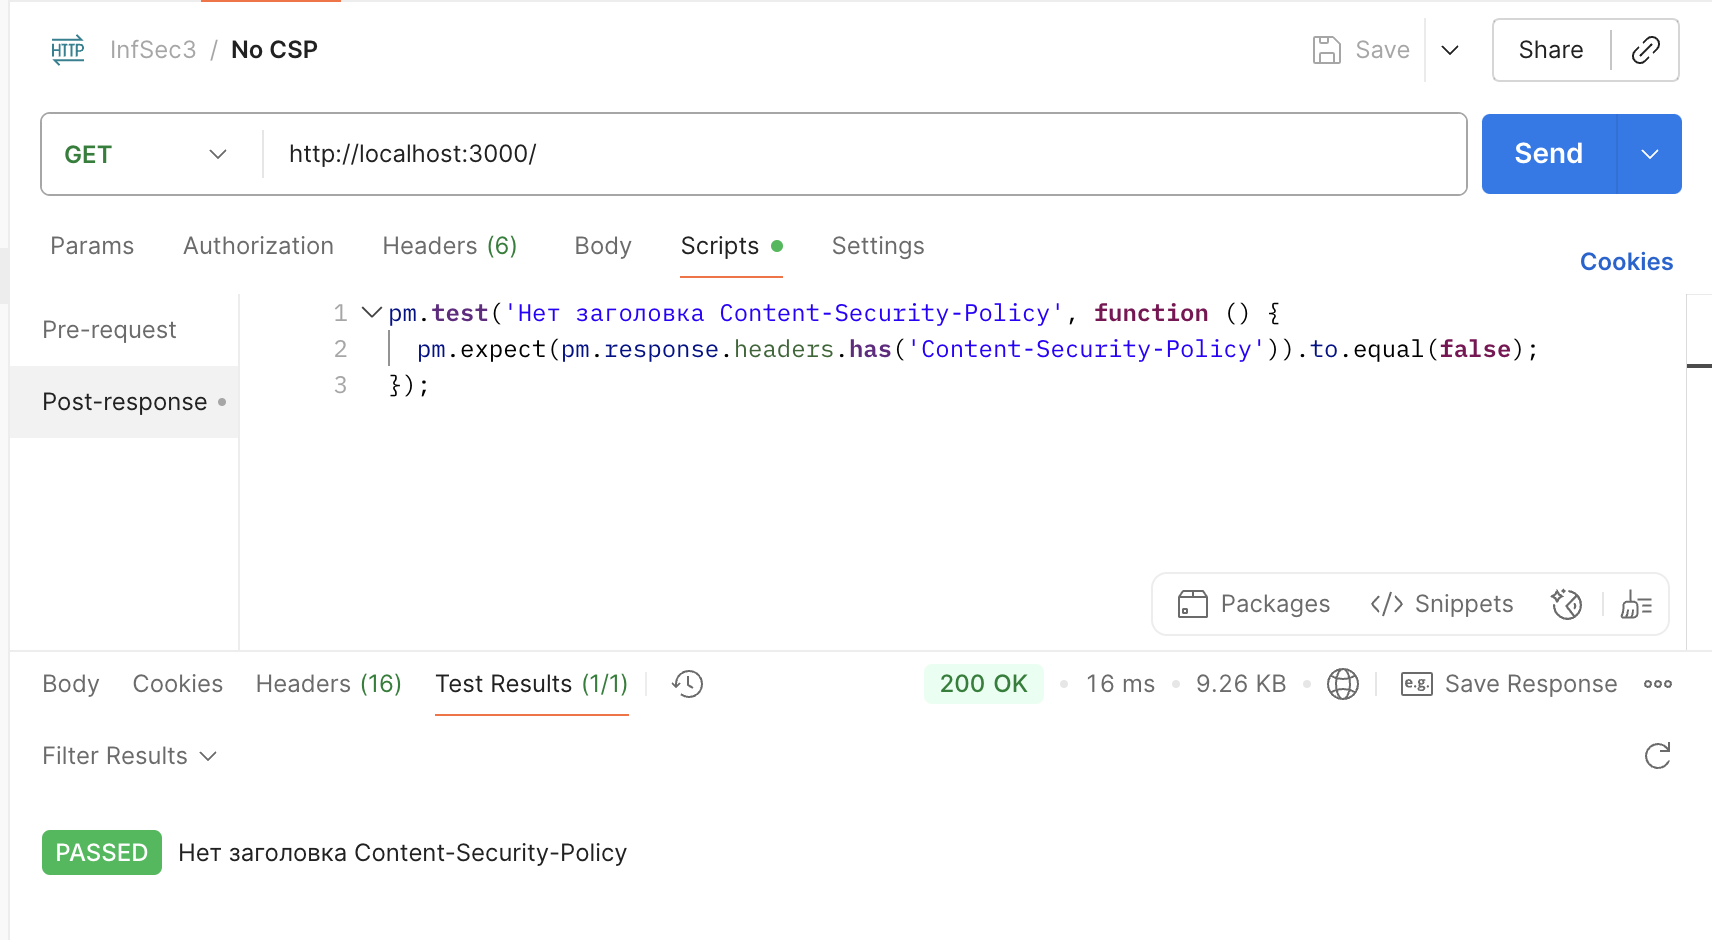 HTTP InfSec3 / No CSP Save Share
GET http://localhost:3000/ Send
Params Authorization Headers (6) Body Scripts Settings Cookies
Pre-request
Post-response
1 pm.test('Нет заголовка Content-Security-Policy', function () {
2 pm.expect(pm.response.headers.has('Content-Security-Policy')).to.equal(false);
3 });
Packages </> Snippets
Body Cookies Headers (16) Test Results (1/1) 200 OK • 16 ms • 9.26 KB • e.g. Save Response
Filter Results
PASSED Нет заголовка Content-Security-Policy